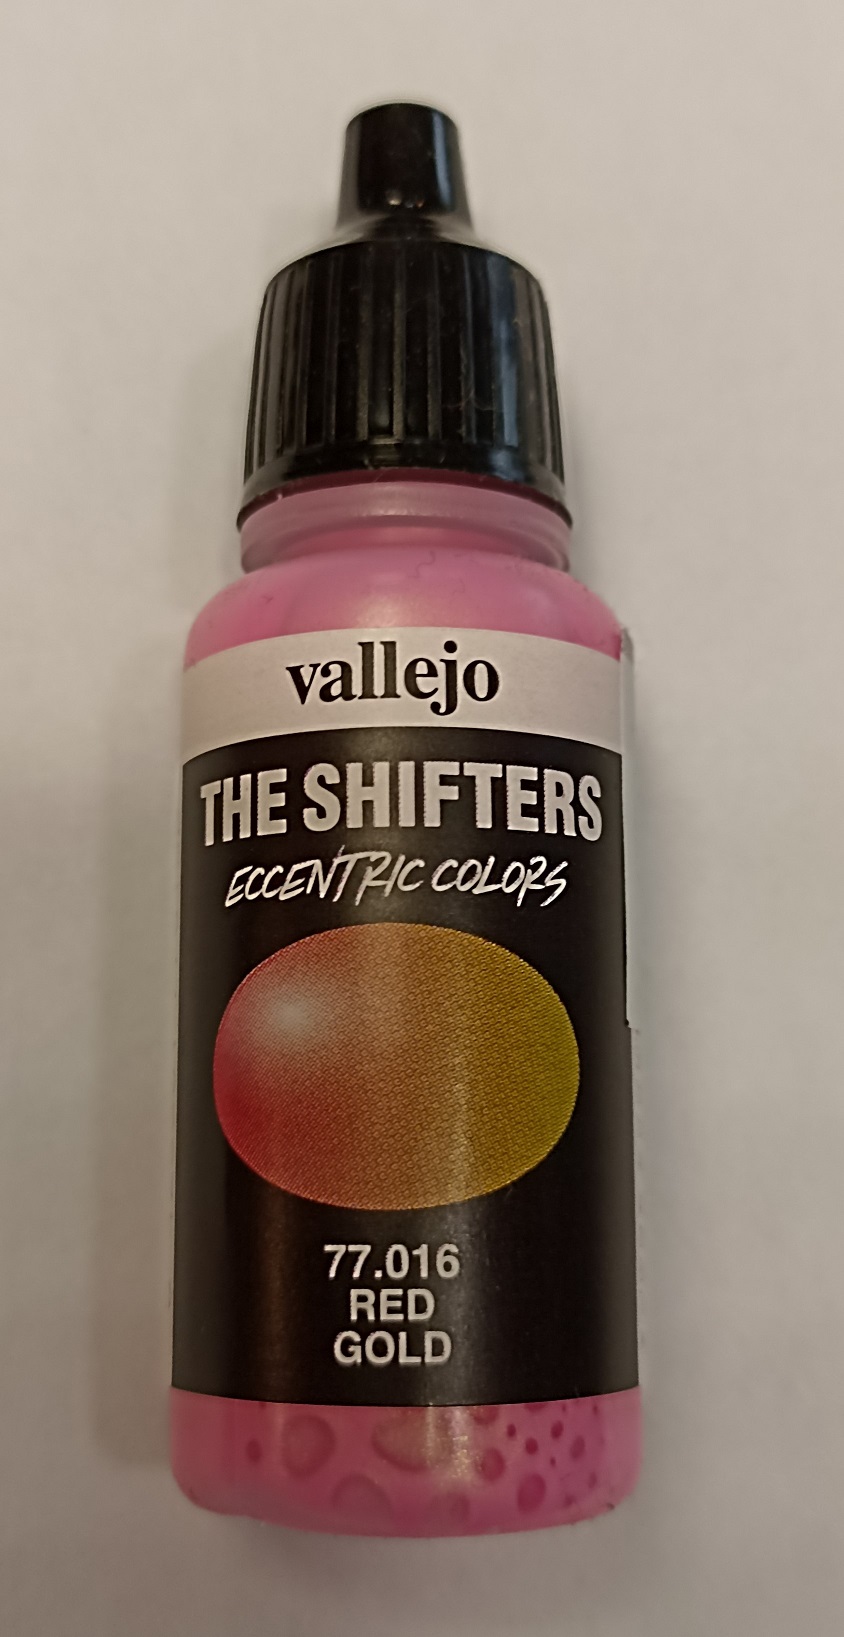 vallejo
THE SHIFTERS
ECCENTRIC COLORS
77.016
RED
GOLD